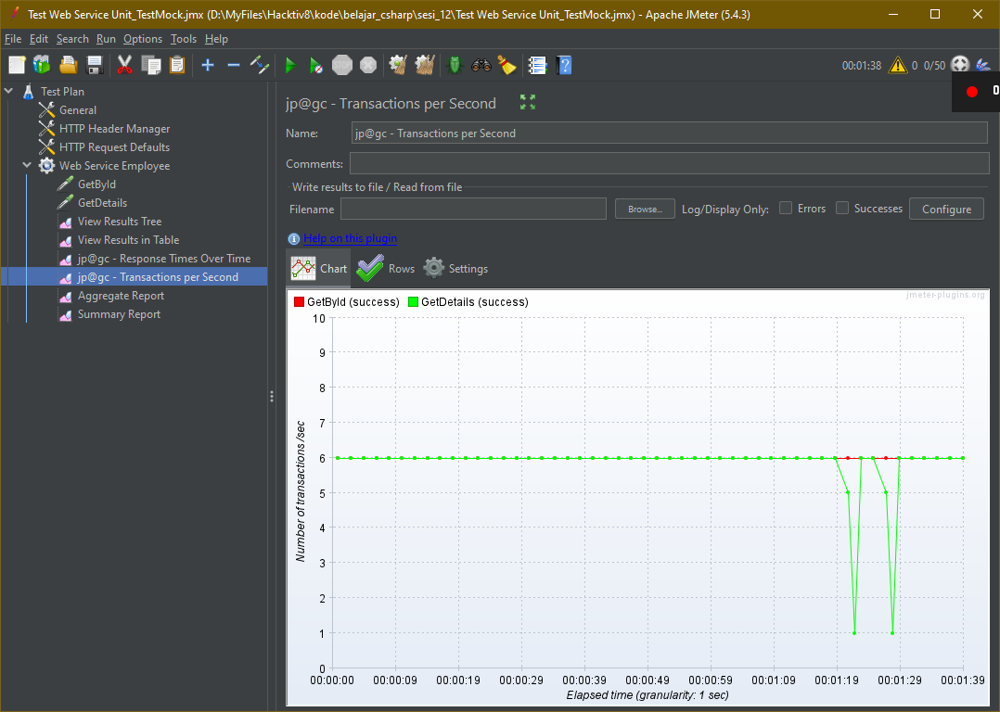 Test Web Service Unit_TestMock.jmx (D:\MyFiles\Hacktiv8\kode\belajar_csharp\sesi_12\Test Web Service Unit_TestMock.jmx) - Apache JMeter (5.4.3)
File Edit Search Run Options Tools Help
STOP 00:01:38 0 0/50
0
Test Plan
General
HTTP Header Manager
HTTP Request Defaults
Web Service Employee
GetById
GetDetails
View Results Tree
View Results in Table
jp@gc - Response Times Over Time
jp@gc - Transactions per Second
Aggregate Report
Summary Report
jp@gc - Transactions per Second
Name: jp@gc - Transactions per Second
Comments:
Write results to file / Read from file
Filename Browse... Log/Display Only: Errors Successes Configure
Help on this plugin
Chart Rows Settings
GetById (success) GetDetails (success)
jmeter-plugins.org
10
9
8
7
6
5
4
3
2
1
0
Number of transactions /sec
00:00:00 00:00:09 00:00:19 00:00:29 00:00:39 00:00:49 00:00:59 00:01:09 00:01:19 00:01:29 00:01:39
Elapsed time (granularity: 1 sec)